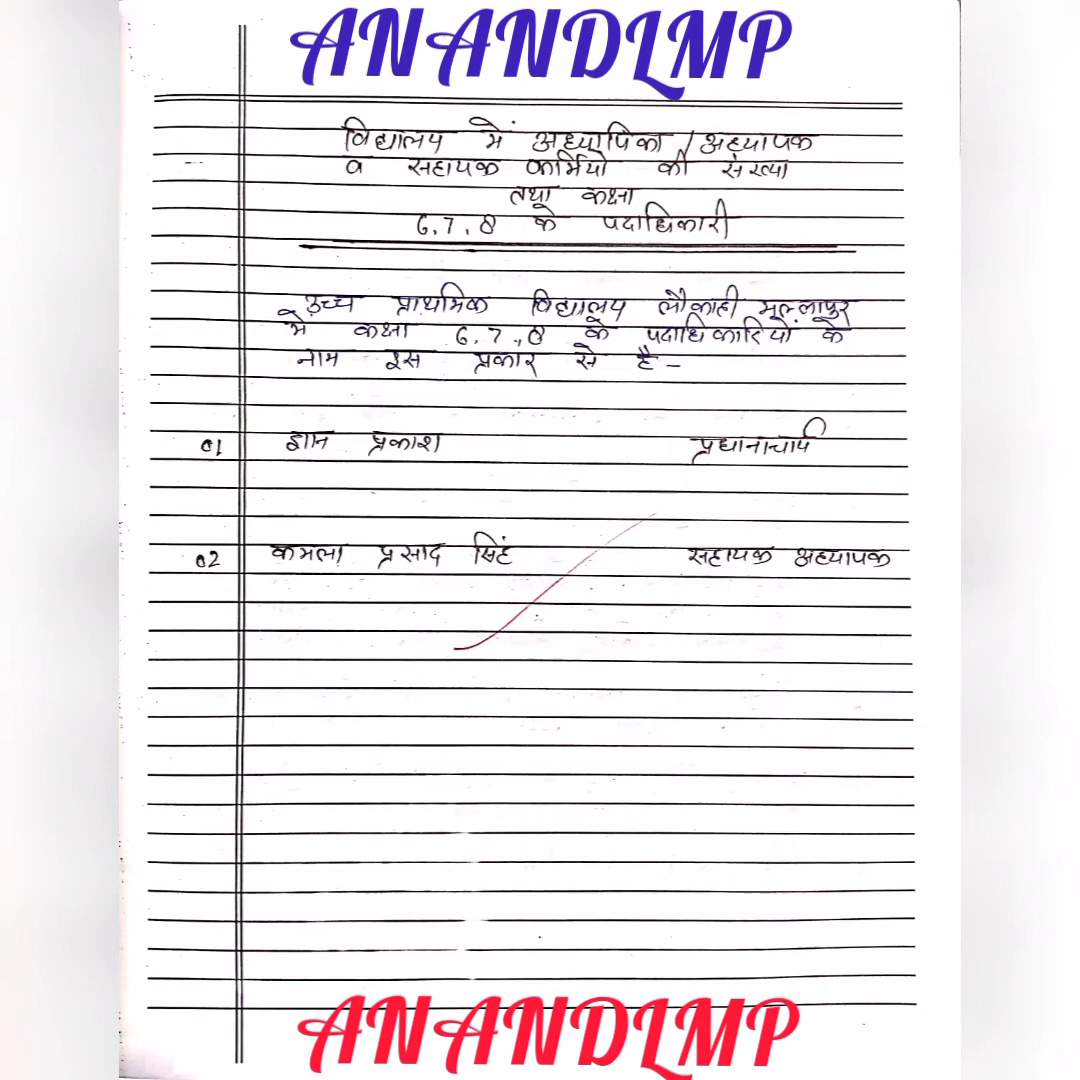 ANANDLMP
विद्यालय में अध्यापिका / अध्यापक
व सहायक कर्मियो की संख्या
तथा कक्षा
6, 7, 8 के पदाधिकारी
उच्च प्राथमिक विद्यालय लौकाही मुल्लापुर
मे कक्षा 6, 7, 8 के पदाधिकारियों के
नाम इस प्रकार से है -
01 ज्ञान प्रकाश प्रधानाचार्य
02 कमला प्रसाद सिंह सहायक अध्यापक
ANANDLMP